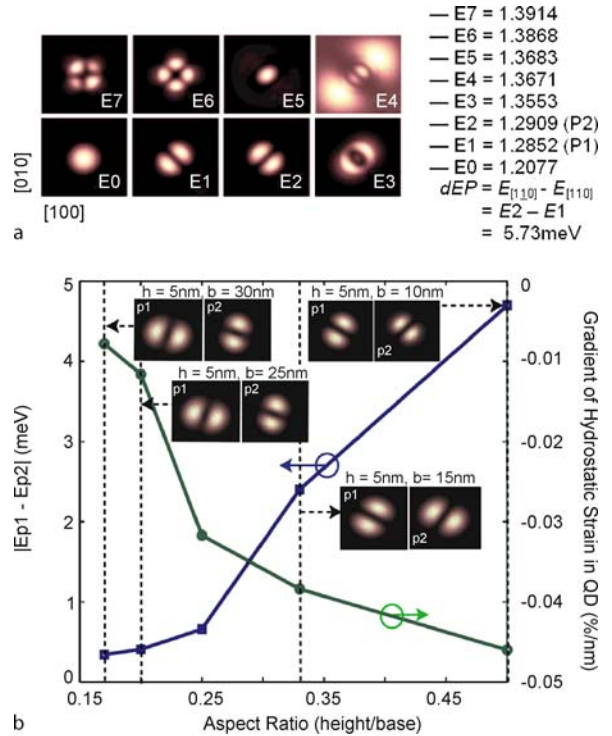 E7
E6
E5
E4
E0
E1
E2
E3
[010]
[100]
a
— E7 = 1.3914
— E6 = 1.3868
— E5 = 1.3683
— E4 = 1.3671
— E3 = 1.3553
— E2 = 1.2909 (P2)
— E1 = 1.2852 (P1)
— E0 = 1.2077
dEP = E[110] - E[110]
= E2 – E1
= 5.73meV
b
5
4
3
2
1
0
|Ep1 - Ep2| (meV)
0.15
0.25
0.35
0.45
Aspect Ratio (height/base)
0
-0.01
-0.02
-0.03
-0.04
-0.05
Gradient of Hydrostatic Strain in QD (%/nm)
h = 5nm, b = 30nm
p1
p2
h = 5nm, b = 10nm
p1
p2
h = 5nm, b= 25nm
p1
p2
h = 5nm, b= 15nm
p1
p2